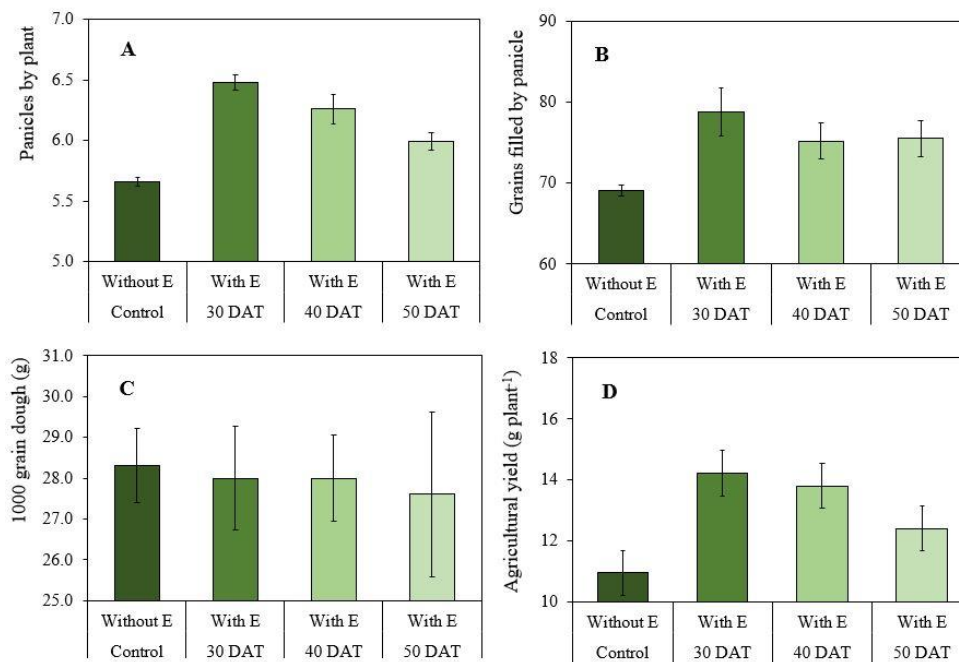 A
Panicles by plant
7.0
6.5
6.0
5.5
5.0
Without E With E With E With E
Control 30 DAT 40 DAT 50 DAT
B
Grains filled by panicle
90
80
70
60
Without E With E With E With E
Control 30 DAT 40 DAT 50 DAT
C
1000 grain dough (g)
31.0
29.0
28.0
27.0
26.0
25.0
Without E With E With E With E
Control 30 DAT 40 DAT 50 DAT
D
Agricultural yield (g plant⁻¹)
18
16
14
12
10
Without E With E With E With E
Control 30 DAT 40 DAT 50 DAT